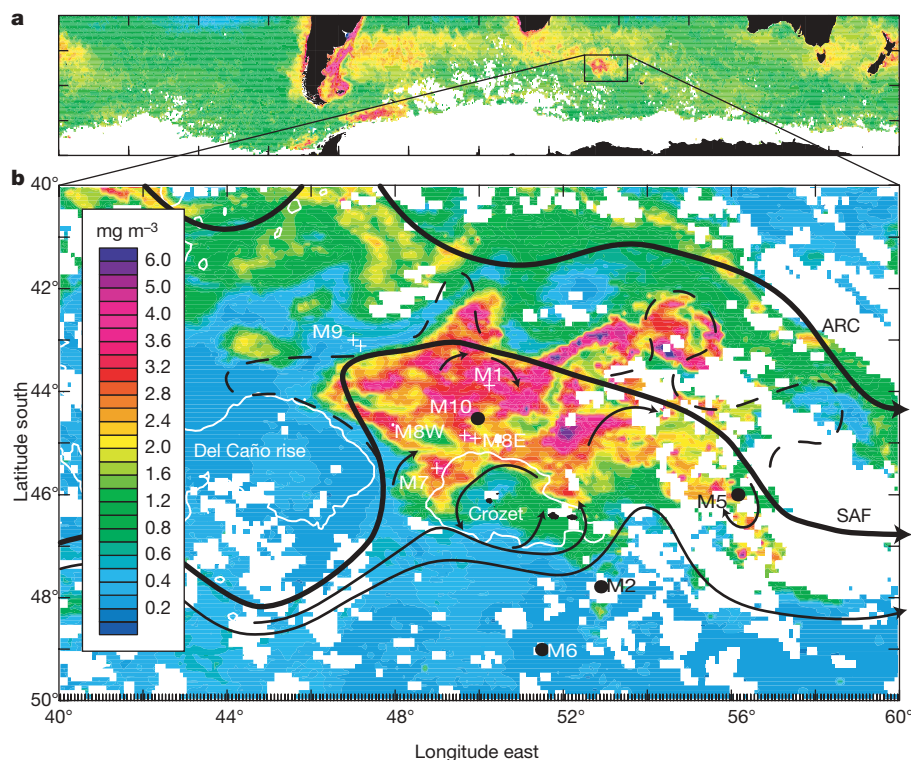 a
b
40°
mg m⁻³
6.0
5.0
4.0
3.6
3.2
2.8
2.4
2.0
1.6
1.2
0.8
0.6
0.4
0.2
42°
44°
46°
48°
50°
Latitude south
M9
ARC
M1
M10
M8W
M8E
Del Caño rise
M7
Crozet
M5
SAF
M2
M6
40°
44°
48°
52°
56°
60°
Longitude east